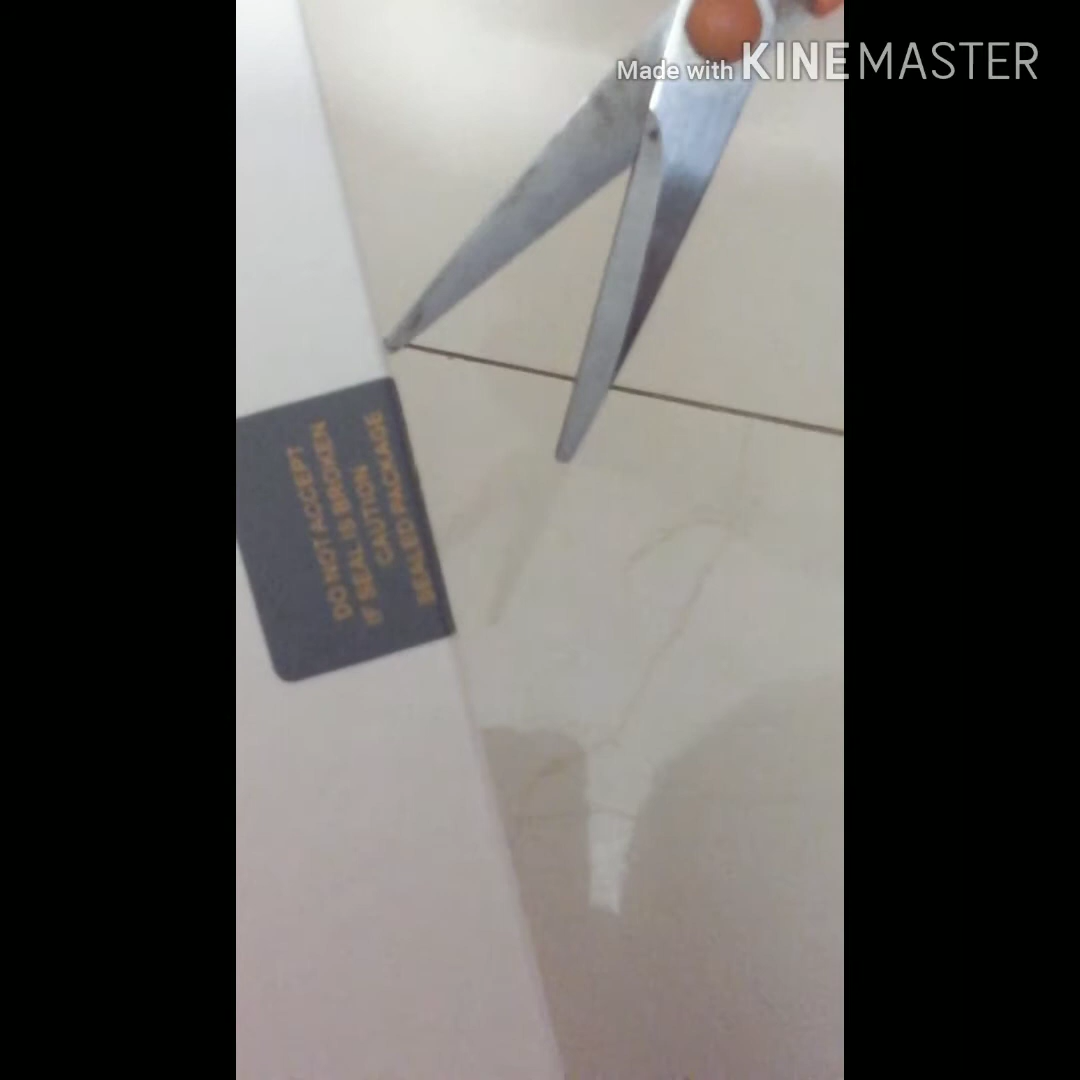 Made with KINEMASTER
DO NOT ACCEPT
IF SEAL IS BROKEN
CAUTION
SEALED PACKAGE